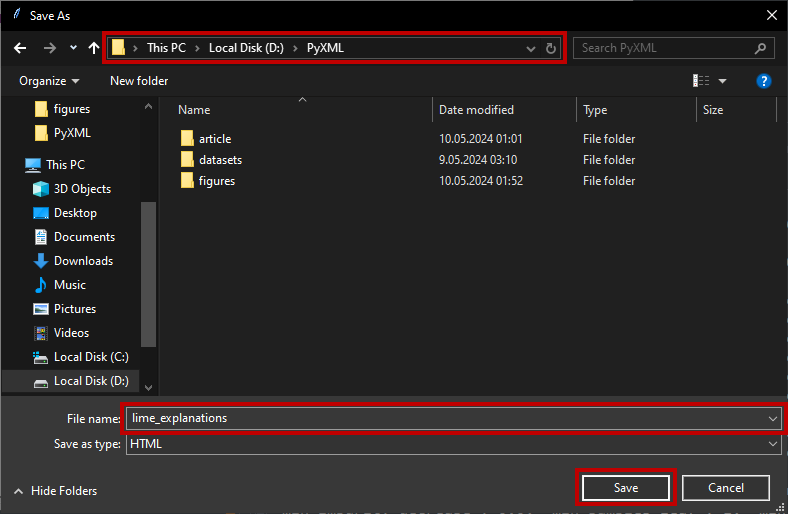 Save As
This PC > Local Disk (D:) > PyXML
Search PyXML
Organize
New folder
?
figures
PyXML
This PC
3D Objects
Desktop
Documents
Downloads
Music
Pictures
Videos
Local Disk (C:)
Local Disk (D:)
Name Date modified Type Size
article 10.05.2024 01:01 File folder
datasets 9.05.2024 03:10 File folder
figures 10.05.2024 01:52 File folder
File name: lime_explanations
Save as type: HTML
Hide Folders
Save
Cancel